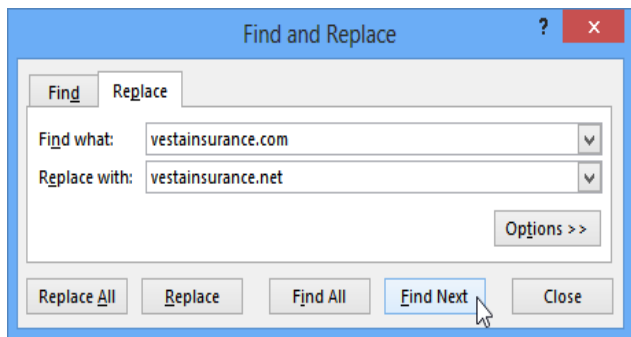 Find and Replace ? x
Find Replace
Find what: vestainsurance.com
Replace with: vestainsurance.net
Options >>
Replace All Replace Find All Find Next Close